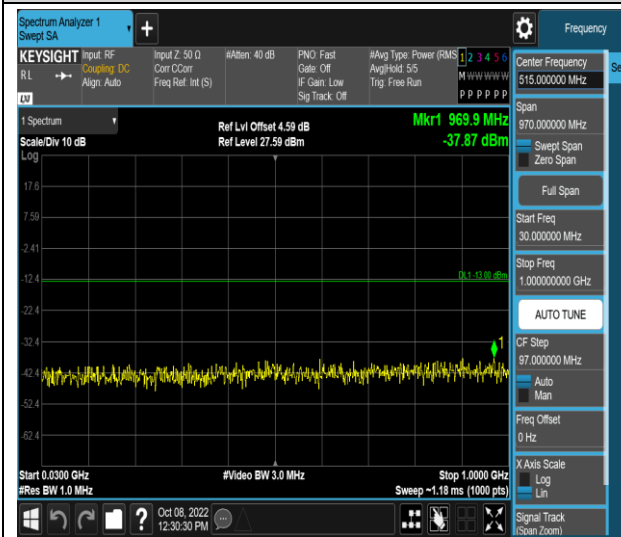 Spectrum Analyzer 1
Swept SA
Frequency
KEYSIGHT
RL
LXI
Input: RF
Coupling: DC
Align: Auto
Input Z: 50 Ω
Corr CCorr
Freq Ref: Int (S)
#Atten: 40 dB
PNO: Fast
Gate: Off
IF Gain: Low
Sig Track: Off
#Avg Type: Power (RMS
Avg|Hold: 5/5
Trig: Free Run
1 2 3 4 5 6
M W W W W W
P P P P P P
1 Spectrum
Scale/Div 10 dB
Log
Ref Lvl Offset 4.59 dB
Ref Level 27.59 dBm
Mkr1 969.9 MHz
-37.87 dBm
17.6
7.59
-2.41
-12.4
-22.4
-32.4
-42.4
-52.4
-62.4
DL1 -13.00 dBm
1
Start 0.0300 GHz
#Res BW 1.0 MHz
#Video BW 3.0 MHz
Stop 1.0000 GHz
Sweep ~1.18 ms (1000 pts)
Oct 08, 2022
12:30:30 PM
?
Center Frequency
515.000000 MHz
Span
970.000000 MHz
Swept Span
Zero Span
Full Span
Start Freq
30.000000 MHz
Stop Freq
1.000000000 GHz
AUTO TUNE
CF Step
97.000000 MHz
Auto
Man
Freq Offset
0 Hz
X Axis Scale
Log
Lin
Signal Track
(Span Zoom)
Se